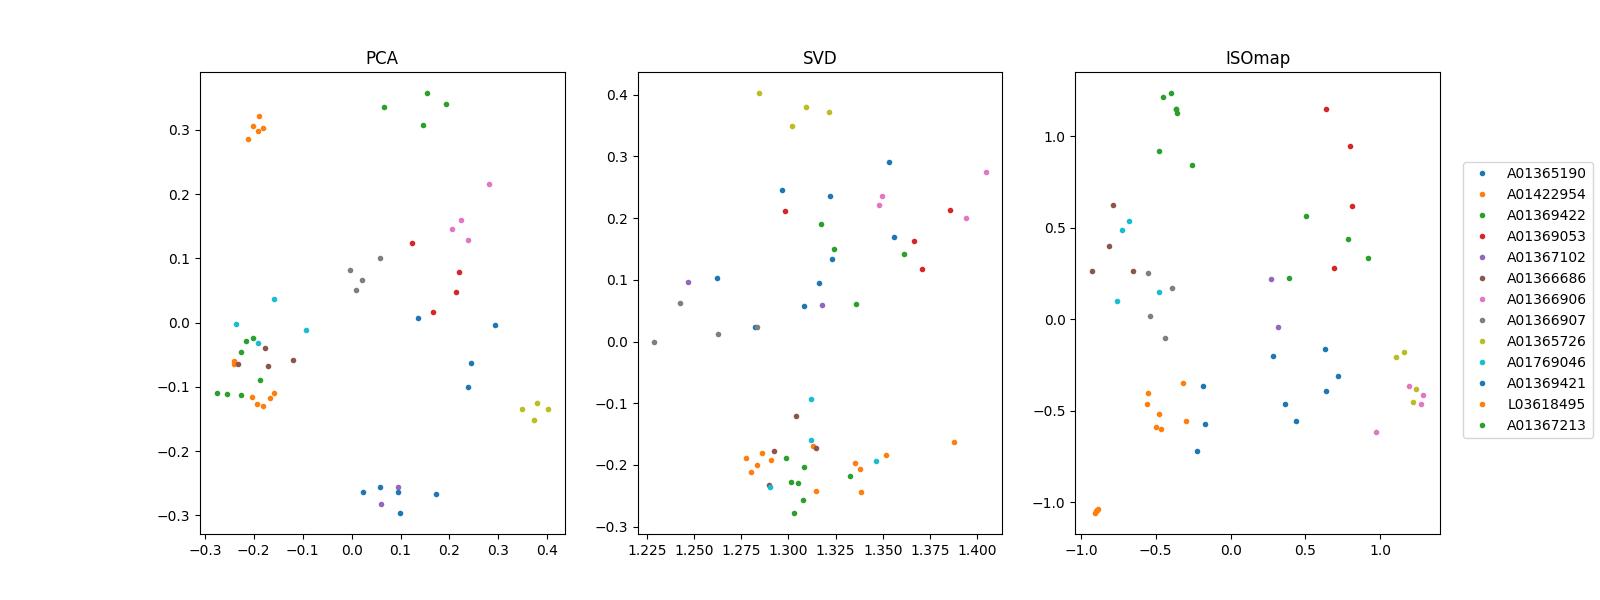 PCA
SVD
ISOmap
0.3
0.2
0.1
0.0
−0.1
−0.2
−0.3
−0.3 −0.2 −0.1 0.0 0.1 0.2 0.3 0.4
0.4
0.3
0.2
0.1
0.0
−0.1
−0.2
−0.3
1.225 1.250 1.275 1.300 1.325 1.350 1.375 1.400
1.0
0.5
0.0
−0.5
−1.0
−1.0 −0.5 0.0 0.5 1.0
A01365190
A01422954
A01369422
A01369053
A01367102
A01366686
A01366906
A01366907
A01365726
A01769046
A01369421
L03618495
A01367213